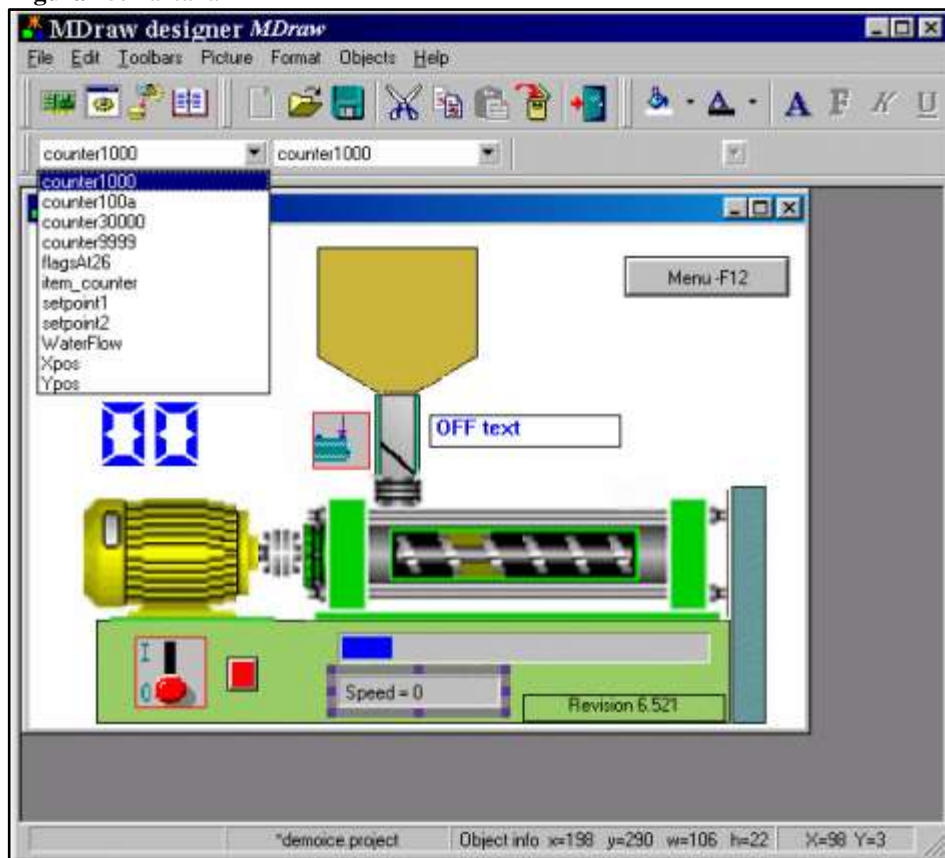 MDraw designer MDraw
File Edit Toolbars Picture Format Objects Help
A F K U
counter1000 counter1000
counter1000
counter100a
counter30000
counter9999
flagsAt26
item_counter
setpoint1
setpoint2
WaterFlow
Xpos
Ypos
Menu -F12
00
OFF text
I
0
Speed = 0
Revision 6.521
*demoice.project Object info x=198 y=290 w=106 h=22 X=98 Y=3